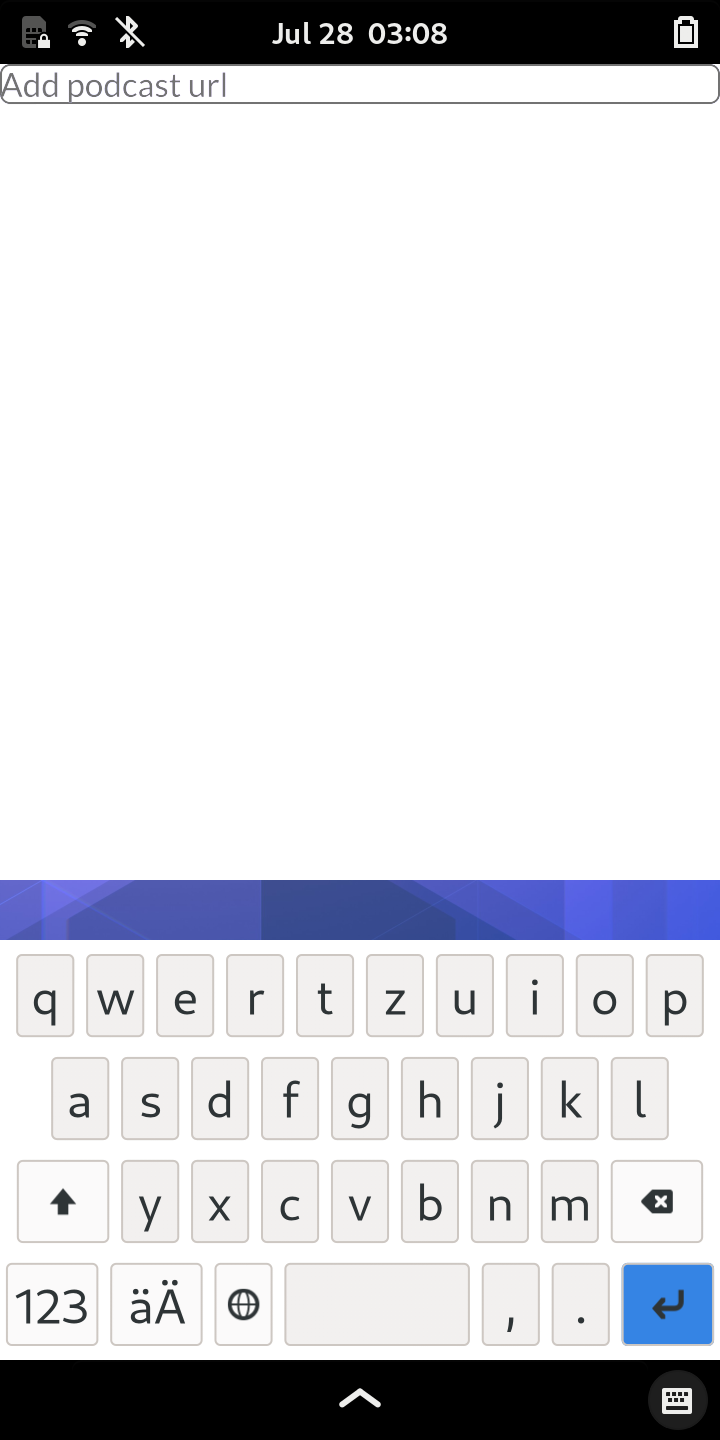 Jul 28 03:08
Add podcast url
q w e r t z u i o p
a s d f g h j k l
y x c v b n m
123 äÄ , .